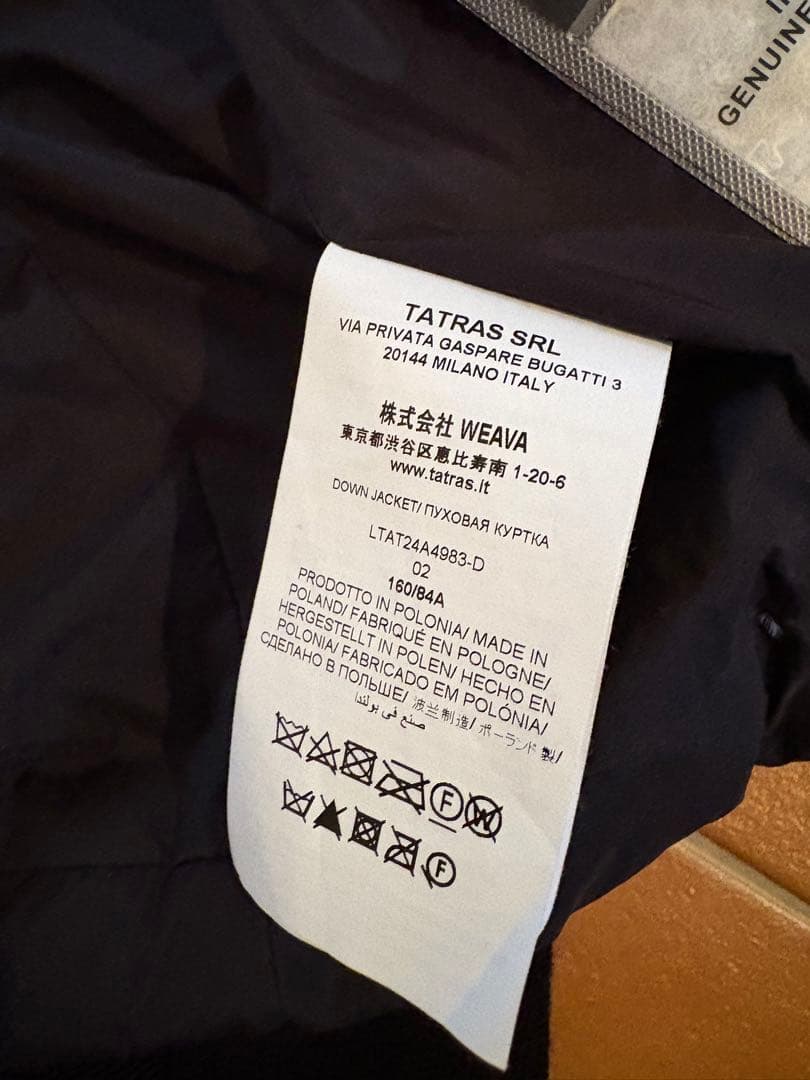 GENUINE
TATRAS SRL
VIA PRIVATA GASPARE BUGATTI 3
20144 MILANO ITALY
株式会社 WEAVA
東京都渋谷区恵比寿南 1-20-6
www.tatras.it
DOWN JACKET/ ПУХОВАЯ КУРТКА
LTAT24A4983-D
02
160/84A
PRODOTTO IN POLONIA/ MADE IN
POLAND/ FABRIQUÉ EN POLOGNE/
HERGESTELLT IN POLEN/ HECHO EN
POLONIA/ FABRICADO EM POLÓNIA/
СДЕЛАНО В ПОЛЬШЕ/ 波兰制造/ ポーランド 製/
صنع في بولندا
F W
F